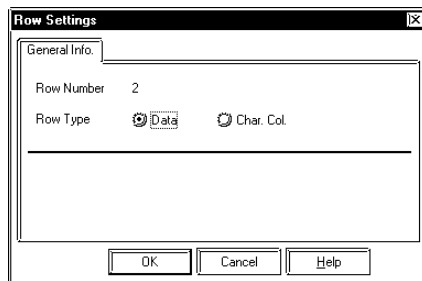 Row Settings
General Info.
Row Number 2
Row Type Data Char. Col.
OK Cancel Help